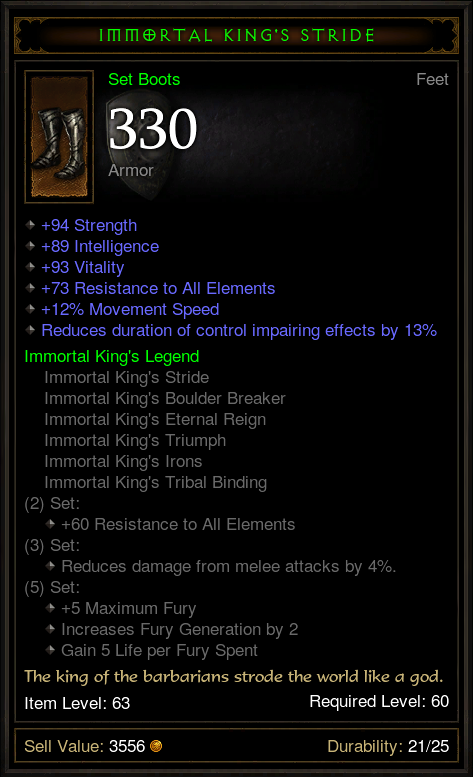 IMMORTAL KING'S STRIDE
Set Boots Feet
330
Armor
+94 Strength
+89 Intelligence
+93 Vitality
+73 Resistance to All Elements
+12% Movement Speed
Reduces duration of control impairing effects by 13%
Immortal King's Legend
Immortal King's Stride
Immortal King's Boulder Breaker
Immortal King's Eternal Reign
Immortal King's Triumph
Immortal King's Irons
Immortal King's Tribal Binding
(2) Set:
+60 Resistance to All Elements
(3) Set:
Reduces damage from melee attacks by 4%.
(5) Set:
+5 Maximum Fury
Increases Fury Generation by 2
Gain 5 Life per Fury Spent
The king of the barbarians strode the world like a god.
Item Level: 63 Required Level: 60
Sell Value: 3556 Durability: 21/25